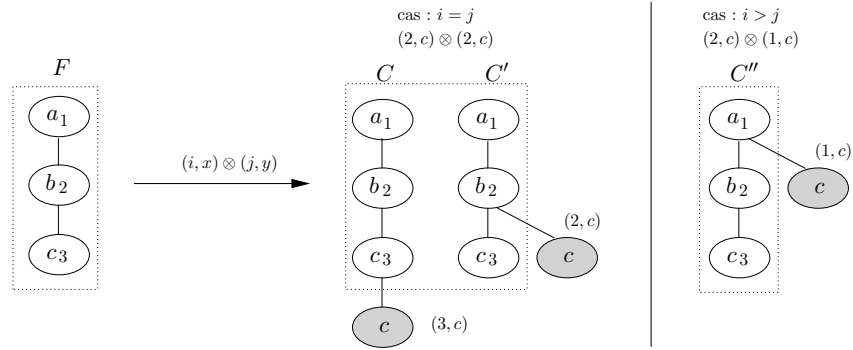 cas : i = j
(2, c) ⊗ (2, c)
cas : i > j
(2, c) ⊗ (1, c)
F
C
C′
C′′
a1
b2
c3
(i, x) ⊗ (j, y)
a1
b2
c3
c
(3, c)
a1
b2
c3
(2, c)
c
a1
b2
c3
(1, c)
c